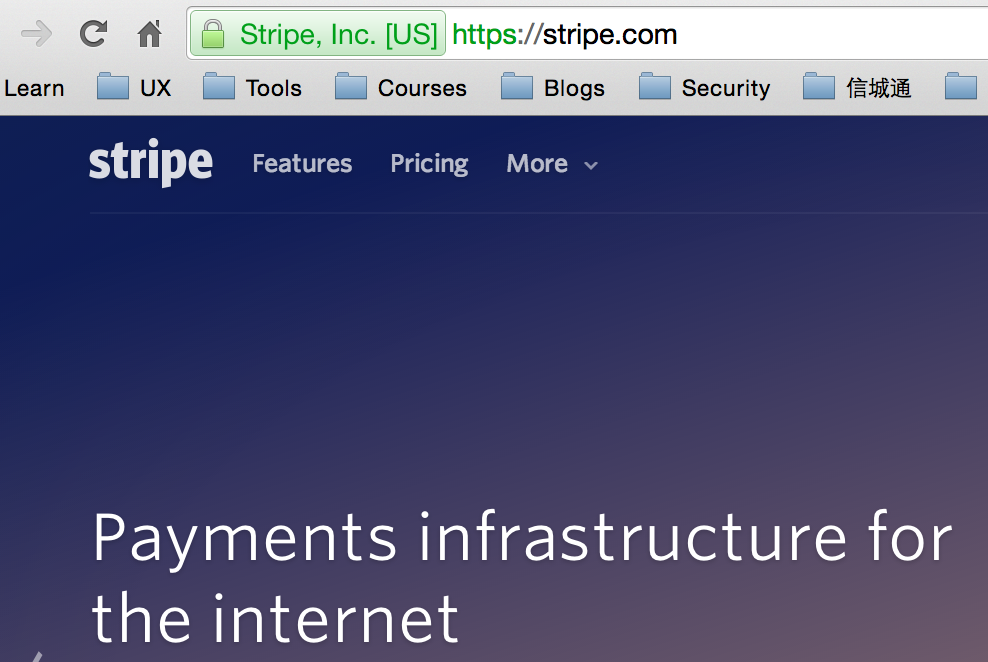 Stripe, Inc. [US] https://stripe.com
Learn UX Tools Courses Blogs Security 信城通
stripe Features Pricing More
Payments infrastructure for
the internet